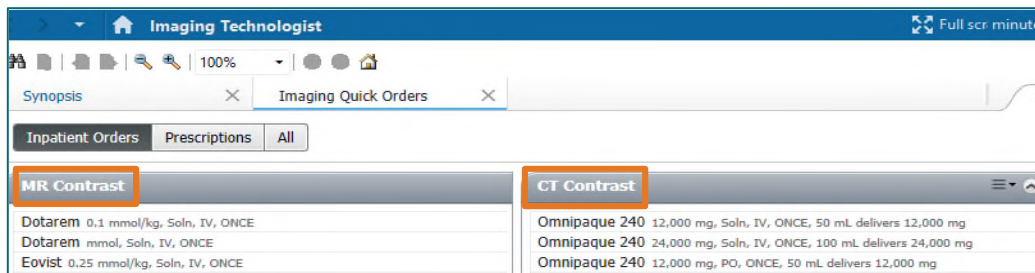 Imaging Technologist Full scr minute
100%
Synopsis Imaging Quick Orders
Inpatient Orders Prescriptions All
MR Contrast CT Contrast
Dotarem 0.1 mmol/kg, Soln, IV, ONCE
Dotarem mmol, Soln, IV, ONCE
Eovist 0.25 mmol/kg, Soln, IV, ONCE
Omnipaque 240 12,000 mg, Soln, IV, ONCE, 50 mL delivers 12,000 mg
Omnipaque 240 24,000 mg, Soln, IV, ONCE, 100 mL delivers 24,000 mg
Omnipaque 240 12,000 mg, PO, ONCE, 50 mL delivers 12,000 mg